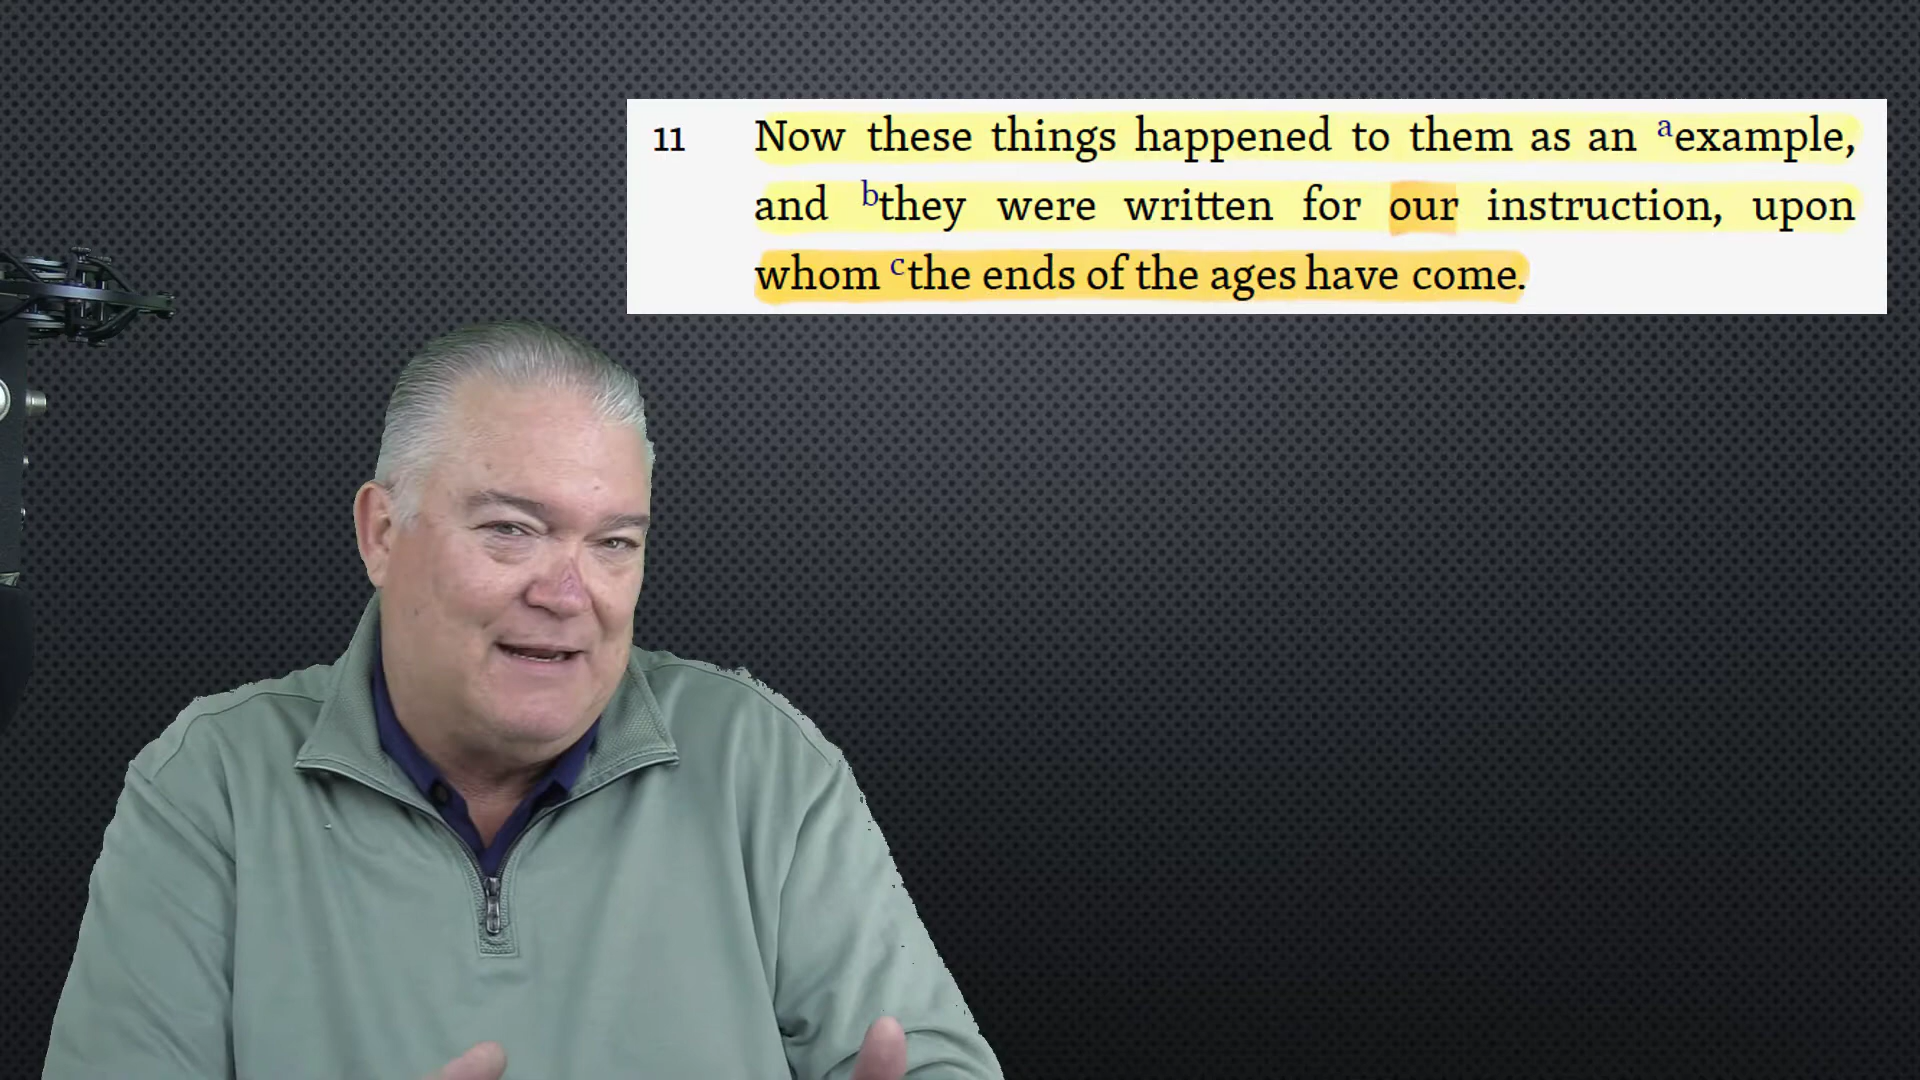 11 Now these things happened to them as an ᵃexample,
and ᵇthey were written for our instruction, upon
whom ᶜthe ends of the ages have come.